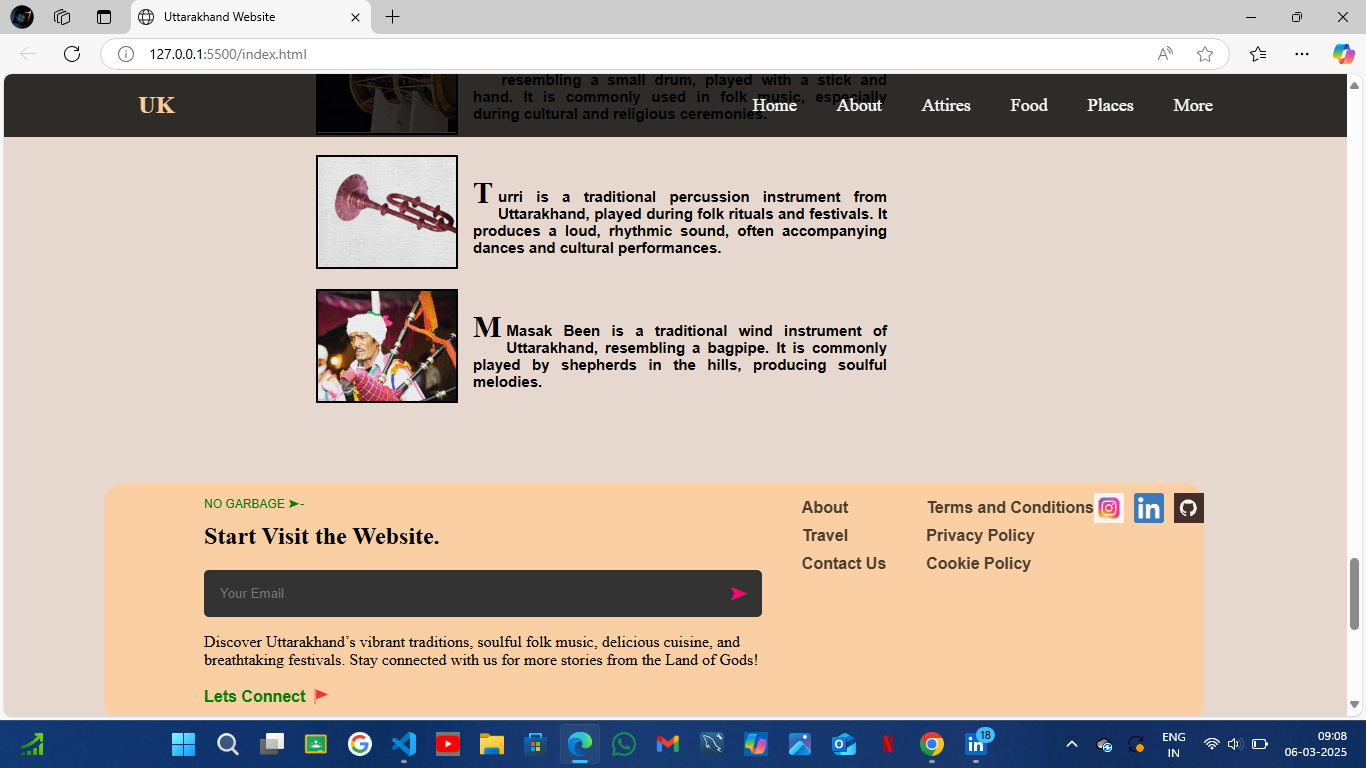 Uttarakhand Website
127.0.0.1:5500/index.html
UK
Home About Attires Food Places More
resembling a small drum, played with a stick and
hand. It is commonly used in folk music, especially
during cultural and religious ceremonies.
Turri is a traditional percussion instrument from
Uttarakhand, played during folk rituals and festivals. It
produces a loud, rhythmic sound, often accompanying
dances and cultural performances.
M Masak Been is a traditional wind instrument of
Uttarakhand, resembling a bagpipe. It is commonly
played by shepherds in the hills, producing soulful
melodies.
NO GARBAGE ➤-
Start Visit the Website.
Your Email
Discover Uttarakhand’s vibrant traditions, soulful folk music, delicious cuisine, and
breathtaking festivals. Stay connected with us for more stories from the Land of Gods!
Lets Connect
About
Travel
Contact Us
Terms and Conditions
Privacy Policy
Cookie Policy
in
in
18
ENG
IN
09:08
06-03-2025